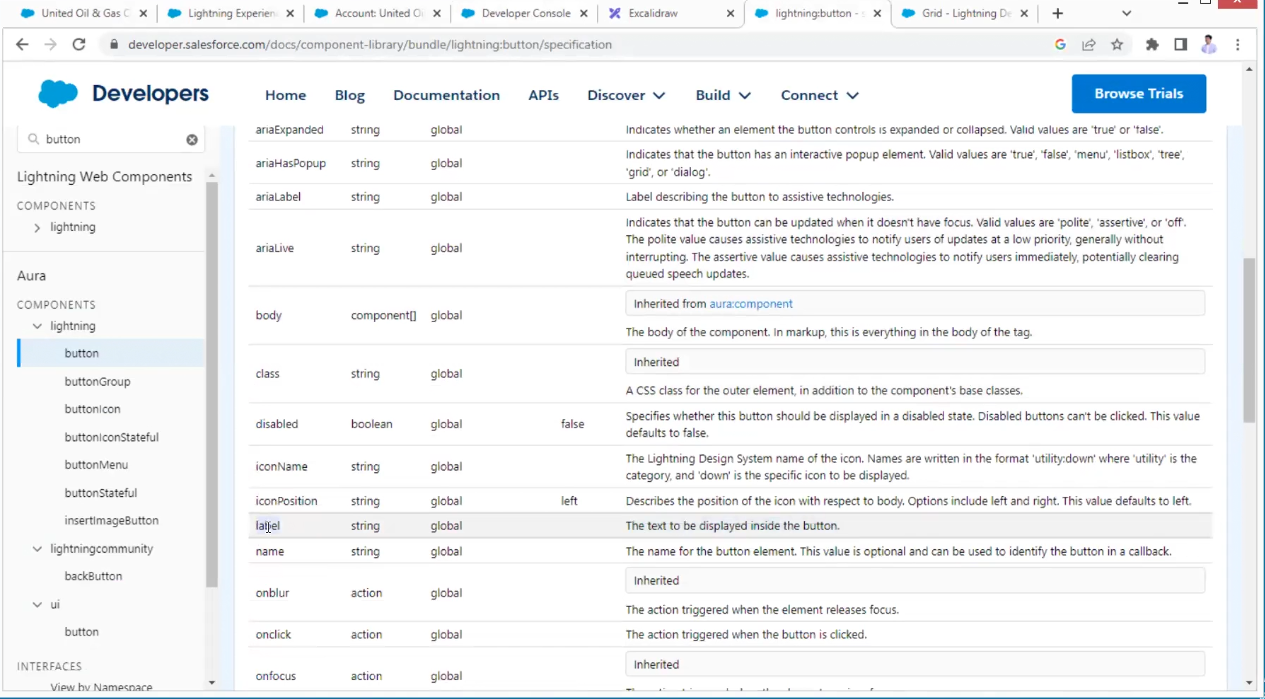 United Oil & Gas C
Lightning Experien
Account: United Oi
Developer Console
Excalidraw
lightning:button - s
Grid - Lightning De
developer.salesforce.com/docs/component-library/bundle/lightning:button/specification
Developers
Home
Blog
Documentation
APIs
Discover
Build
Connect
Browse Trials
button
Lightning Web Components
COMPONENTS
lightning
Aura
COMPONENTS
lightning
button
buttonGroup
buttonIcon
buttonIconStateful
buttonMenu
buttonStateful
insertImageButton
lightningcommunity
backButton
ui
button
INTERFACES
View by Namespace
ariaExpanded string global Indicates whether an element the button controls is expanded or collapsed. Valid values are 'true' or 'false'.
ariaHasPopup string global Indicates that the button has an interactive popup element. Valid values are 'true', 'false', 'menu', 'listbox', 'tree',
'grid', or 'dialog'.
ariaLabel string global Label describing the button to assistive technologies.
ariaLive string global Indicates that the button can be updated when it doesn't have focus. Valid values are 'polite', 'assertive', or 'off'.
The polite value causes assistive technologies to notify users of updates at a low priority, generally without
interrupting. The assertive value causes assistive technologies to notify users immediately, potentially clearing
queued speech updates.
body component[] global Inherited from aura:component
The body of the component. In markup, this is everything in the body of the tag.
class string global Inherited
A CSS class for the outer element, in addition to the component's base classes.
disabled boolean global false Specifies whether this button should be displayed in a disabled state. Disabled buttons can't be clicked. This value
defaults to false.
iconName string global The Lightning Design System name of the icon. Names are written in the format 'utility:down' where 'utility' is the
category, and 'down' is the specific icon to be displayed.
iconPosition string global left Describes the position of the icon with respect to body. Options include left and right. This value defaults to left.
label string global The text to be displayed inside the button.
name string global The name for the button element. This value is optional and can be used to identify the button in a callback.
onblur action global Inherited
The action triggered when the element releases focus.
onclick action global The action triggered when the button is clicked.
onfocus action global Inherited